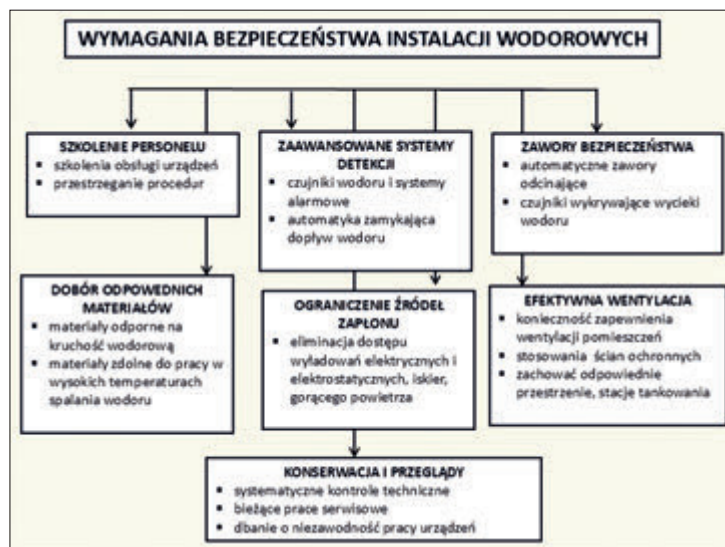 WYMAGANIA BEZPIECZEŃSTWA INSTALACJI WODOROWYCH
SZKOLENIE PERSONELU
▪ szkolenia obsługi urządzeń
▪ przestrzeganie procedur
ZAAWANSOWANE SYSTEMY
DETEKCJI
▪ czujniki wodoru i systemy
alarmowe
▪ automatyka zamykająca
dopływ wodoru
ZAWORY BEZPIECZEŃSTWA
▪ automatyczne zawory
odcinające
▪ czujniki wykrywające wycieki
wodoru
DOBÓR ODPOWEDNICH
MATERIAŁÓW
▪ materiały odporne na
kruchość wodorową
▪ materiały zdolne do pracy w
wysokich temperaturach
spalania wodoru
OGRANICZENIE ŹRÓDEŁ
ZAPŁONU
▪ eliminacja dostępu
wyładowań elektrycznych i
elektrostatycznych, iskier,
gorącego powietrza
EFEKTYWNA WENTYLACJA
▪ konieczność zapewnienia
wentylacji pomieszczeń
▪ stosowania ścian ochronnych
▪ zachować odpowiednie
przestrzenie, stacje tankowania
KONSERWACJA I PRZEGLĄDY
▪ systematyczne kontrole techniczne
▪ bieżące prace serwisowe
▪ dbanie o niezawodność pracy urządzeń